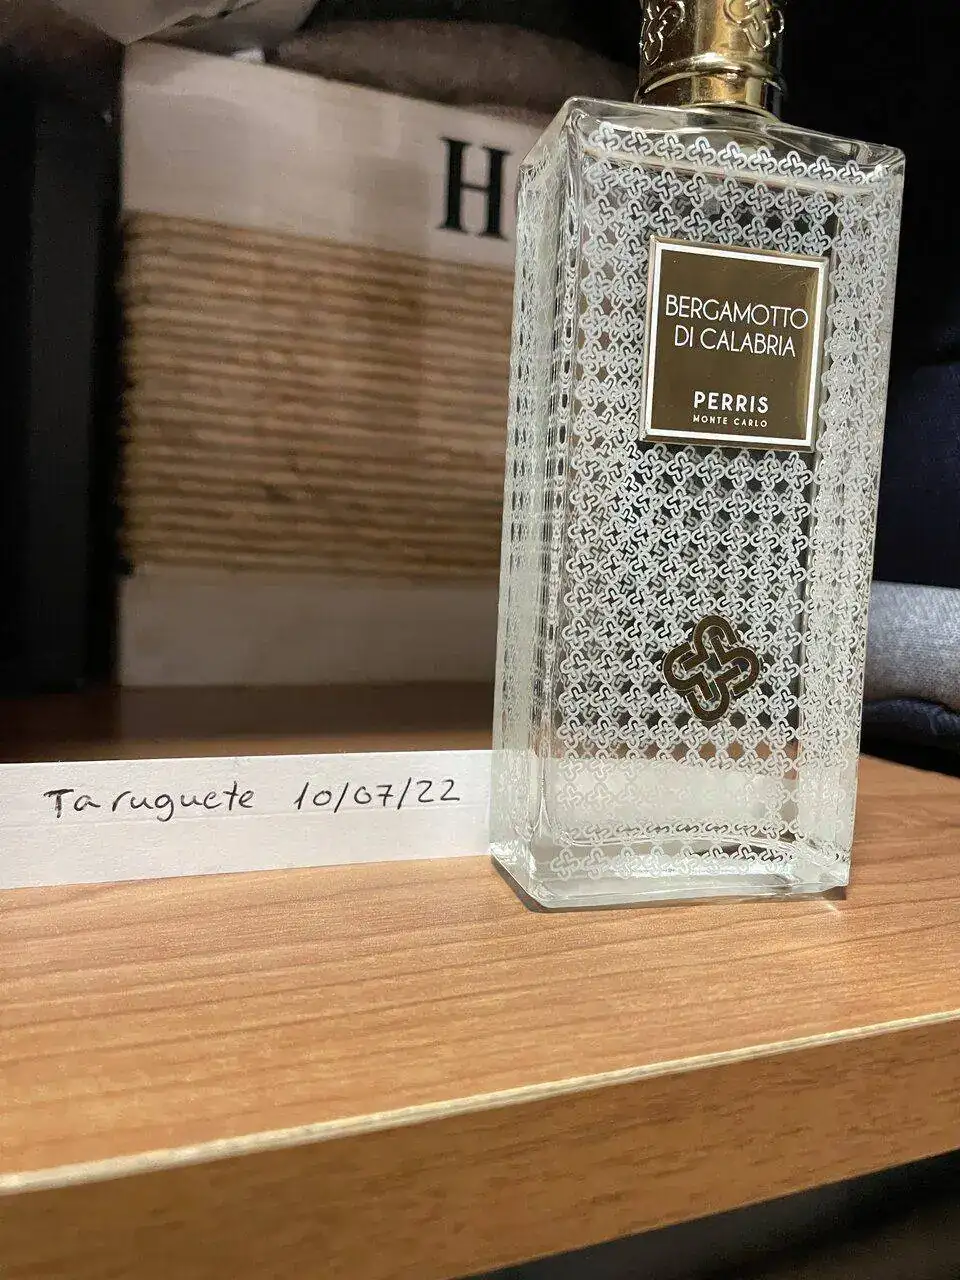 H
BERGAMOTTO
DI CALABRIA
PERRIS
MONTE CARLO
Taruguete 10/07/22